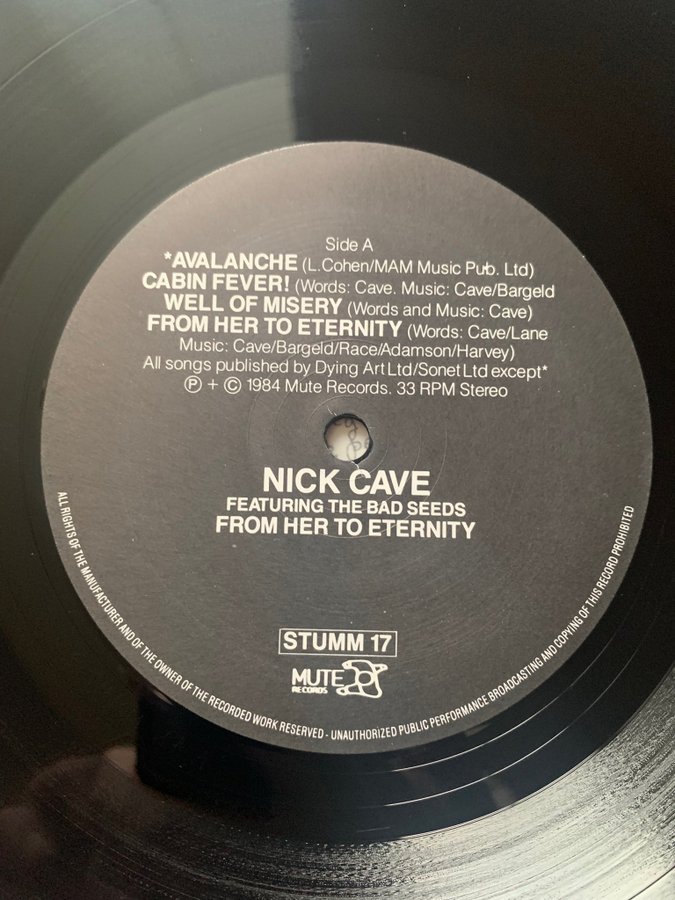 Side A
*AVALANCHE (L.Cohen/MAM Music Pub. Ltd)
CABIN FEVER! (Words: Cave. Music: Cave/Bargeld
WELL OF MISERY (Words and Music: Cave)
FROM HER TO ETERNITY (Words: Cave/Lane
Music: Cave/Bargeld/Race/Adamson/Harvey)
All songs published by Dying Art Ltd/Sonet Ltd except*
Ⓟ + © 1984 Mute Records. 33 RPM Stereo
NICK CAVE
FEATURING THE BAD SEEDS
FROM HER TO ETERNITY
STUMM 17
MUTE
RECORDS
ALL RIGHTS OF THE MANUFACTURER AND OF THE OWNER OF THE RECORDED WORK RESERVED - UNAUTHORIZED PUBLIC PERFORMANCE BROADCASTING AND COPYING OF THIS RECORD PROHIBITED